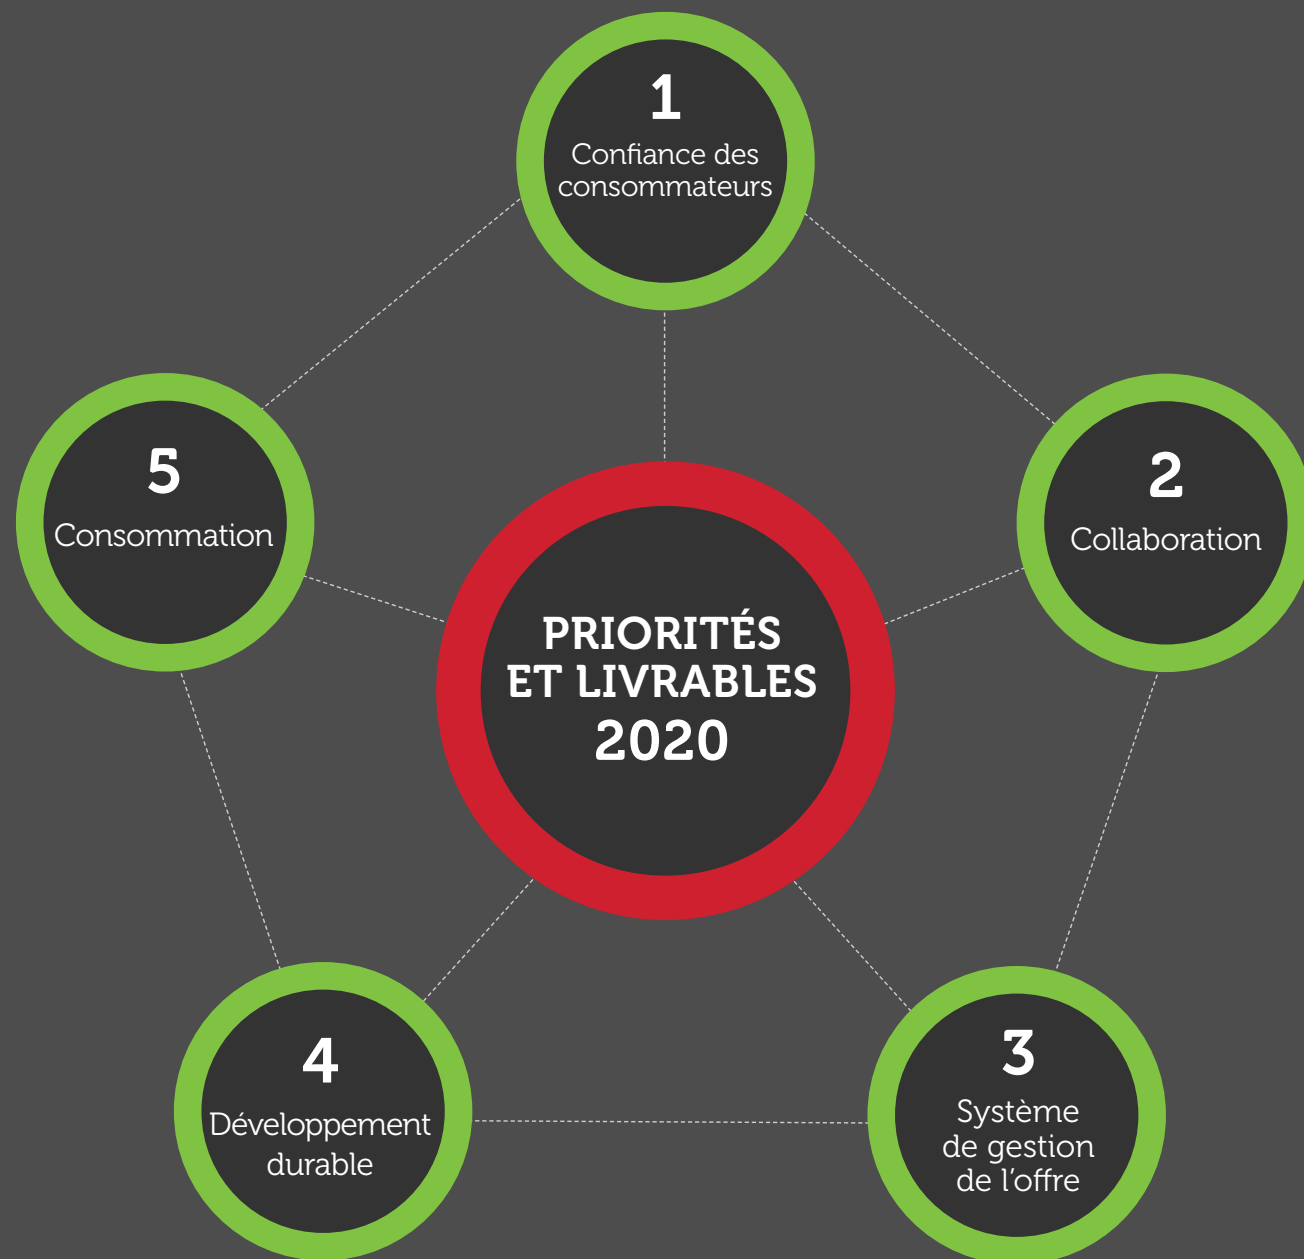 1
Confiance des
consommateurs
2
Collaboration
3
Système
de gestion
de l'offre
4
Développement
durable
5
Consommation
PRIORITÉS
ET LIVRABLES
2020